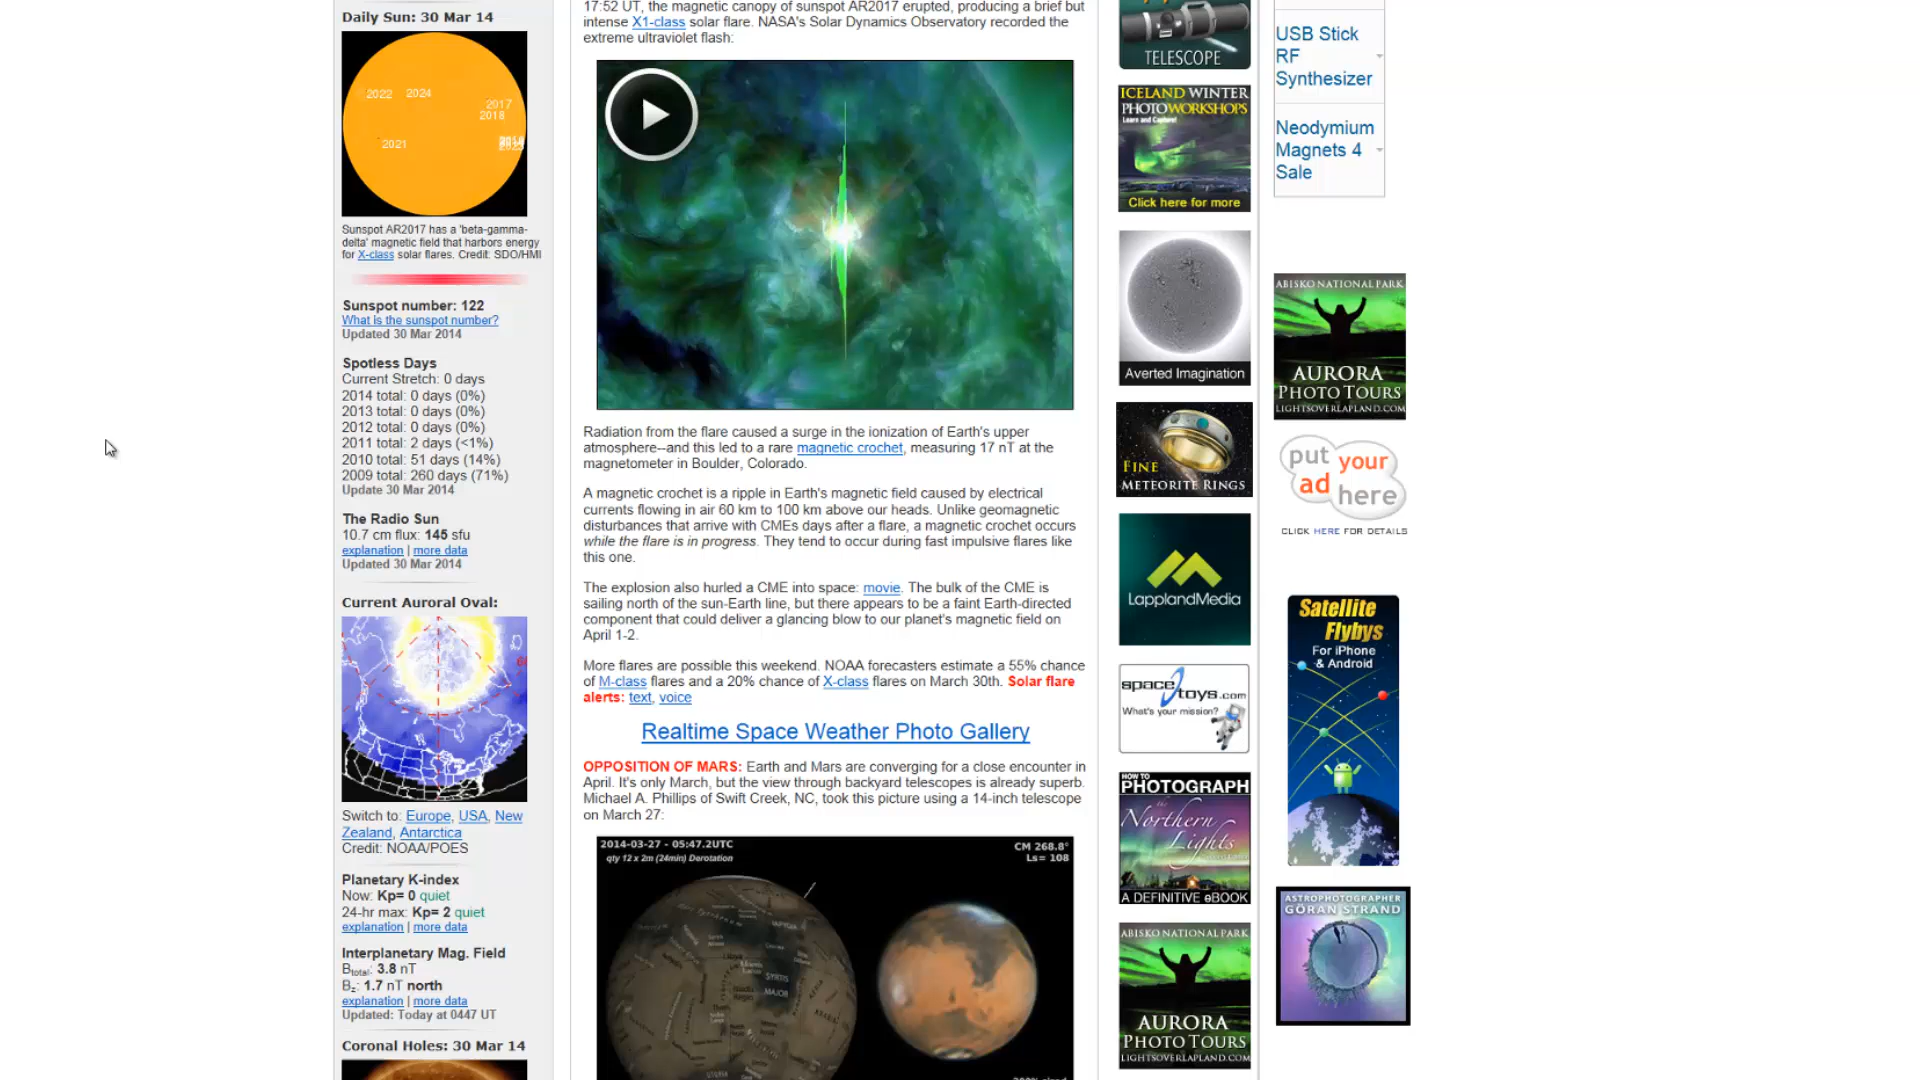 Daily Sun: 30 Mar 14
2022
2024
2017
2018
2021
Sunspot AR2017 has a 'beta-gamma-
delta' magnetic field that harbors energy
for X-class solar flares. Credit: SDO/HMI
Sunspot number: 122
What is the sunspot number?
Updated 30 Mar 2014
Spotless Days
Current Stretch: 0 days
2014 total: 0 days (0%)
2013 total: 0 days (0%)
2012 total: 0 days (0%)
2011 total: 2 days (<1%)
2010 total: 51 days (14%)
2009 total: 260 days (71%)
Update 30 Mar 2014
The Radio Sun
10.7 cm flux: 145 sfu
explanation | more data
Updated 30 Mar 2014
Current Auroral Oval:
Switch to: Europe, USA, New
Zealand, Antarctica
Credit: NOAA/POES
Planetary K-index
Now: Kp= 0 quiet
24-hr max: Kp= 2 quiet
explanation | more data
Interplanetary Mag. Field
Btotal: 3.8 nT
Bz: 1.7 nT north
explanation | more data
Updated: Today at 0447 UT
Coronal Holes: 30 Mar 14
17:52 UT, the magnetic canopy of sunspot AR2017 erupted, producing a brief but
intense X1-class solar flare. NASA's Solar Dynamics Observatory recorded the
extreme ultraviolet flash:
Radiation from the flare caused a surge in the ionization of Earth's upper
atmosphere--and this led to a rare magnetic crochet, measuring 17 nT at the
magnetometer in Boulder, Colorado.
A magnetic crochet is a ripple in Earth's magnetic field caused by electrical
currents flowing in air 60 km to 100 km above our heads. Unlike geomagnetic
disturbances that arrive with CMEs days after a flare, a magnetic crochet occurs
while the flare is in progress. They tend to occur during fast impulsive flares like
this one.
The explosion also hurled a CME into space: movie. The bulk of the CME is
sailing north of the sun-Earth line, but there appears to be a faint Earth-directed
component that could deliver a glancing blow to our planet's magnetic field on
April 1-2.
More flares are possible this weekend. NOAA forecasters estimate a 55% chance
of M-class flares and a 20% chance of X-class flares on March 30th. Solar flare
alerts: text, voice
Realtime Space Weather Photo Gallery
OPPOSITION OF MARS: Earth and Mars are converging for a close encounter in
April. It's only March, but the view through backyard telescopes is already superb.
Michael A. Phillips of Swift Creek, NC, took this picture using a 14-inch telescope
on March 27:
2014-03-27 - 05:47.2UTC
qty 12 x 2m (24min) Derotation
CM 268.8°
Ls= 108
SYRTIS
MAJOR
TELESCOPE
ICELAND WINTER
PHOTOWORKSHOPS
Learn and Capture!
Click here for more
Averted Imagination
FINE
METEORITE RINGS
LapplandMedia
spacetoys.com
What's your mission?
HOW TO
PHOTOGRAPH
the
Northern
Lights
A DEFINITIVE eBOOK
ABISKO NATIONAL PARK
AURORA
PHOTO TOURS
LIGHTSOVERLAPLAND.COM
USB Stick
RF
Synthesizer
Neodymium
Magnets 4
Sale
ABISKO NATIONAL PARK
AURORA
PHOTO TOURS
LIGHTSOVERLAPLAND.COM
put your
ad here
CLICK HERE FOR DETAILS
Satellite
Flybys
For iPhone
& Android
ASTROPHOTOGRAPHER
GÖRAN STRAND